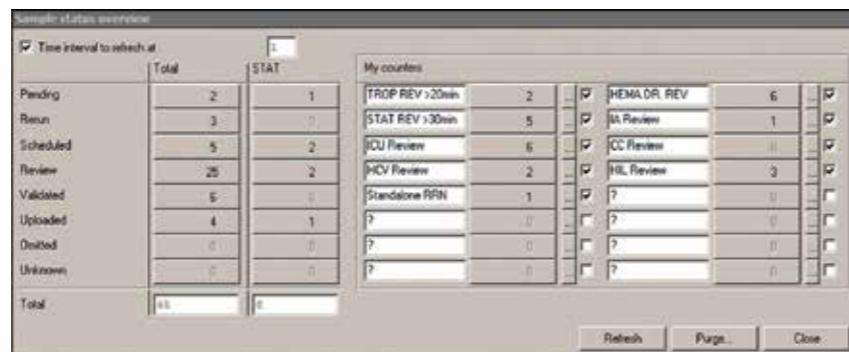 Sample status overview
Time interval to refresh at 1
Total STAT My counters
Pending 2 1 TROP REV >20min 2 ... HEMA DR. REV 6 ...
Rerun 3 0 STAT REV >30min 5 ... IA Review 1 ...
Scheduled 5 2 ICU Review 6 ... CC Review 0 ...
Review 25 2 HCV Review 2 ... HIL Review 3 ...
Validated 6 0 Standalone RRN 1 ... ? 0 ...
Uploaded 4 1 ? 0 ... ? 0 ...
Omitted 0 0 ? 0 ... ? 0 ...
Unknown 0 0 ? 0 ... ? 0 ...
Total
Refresh Purge... Close